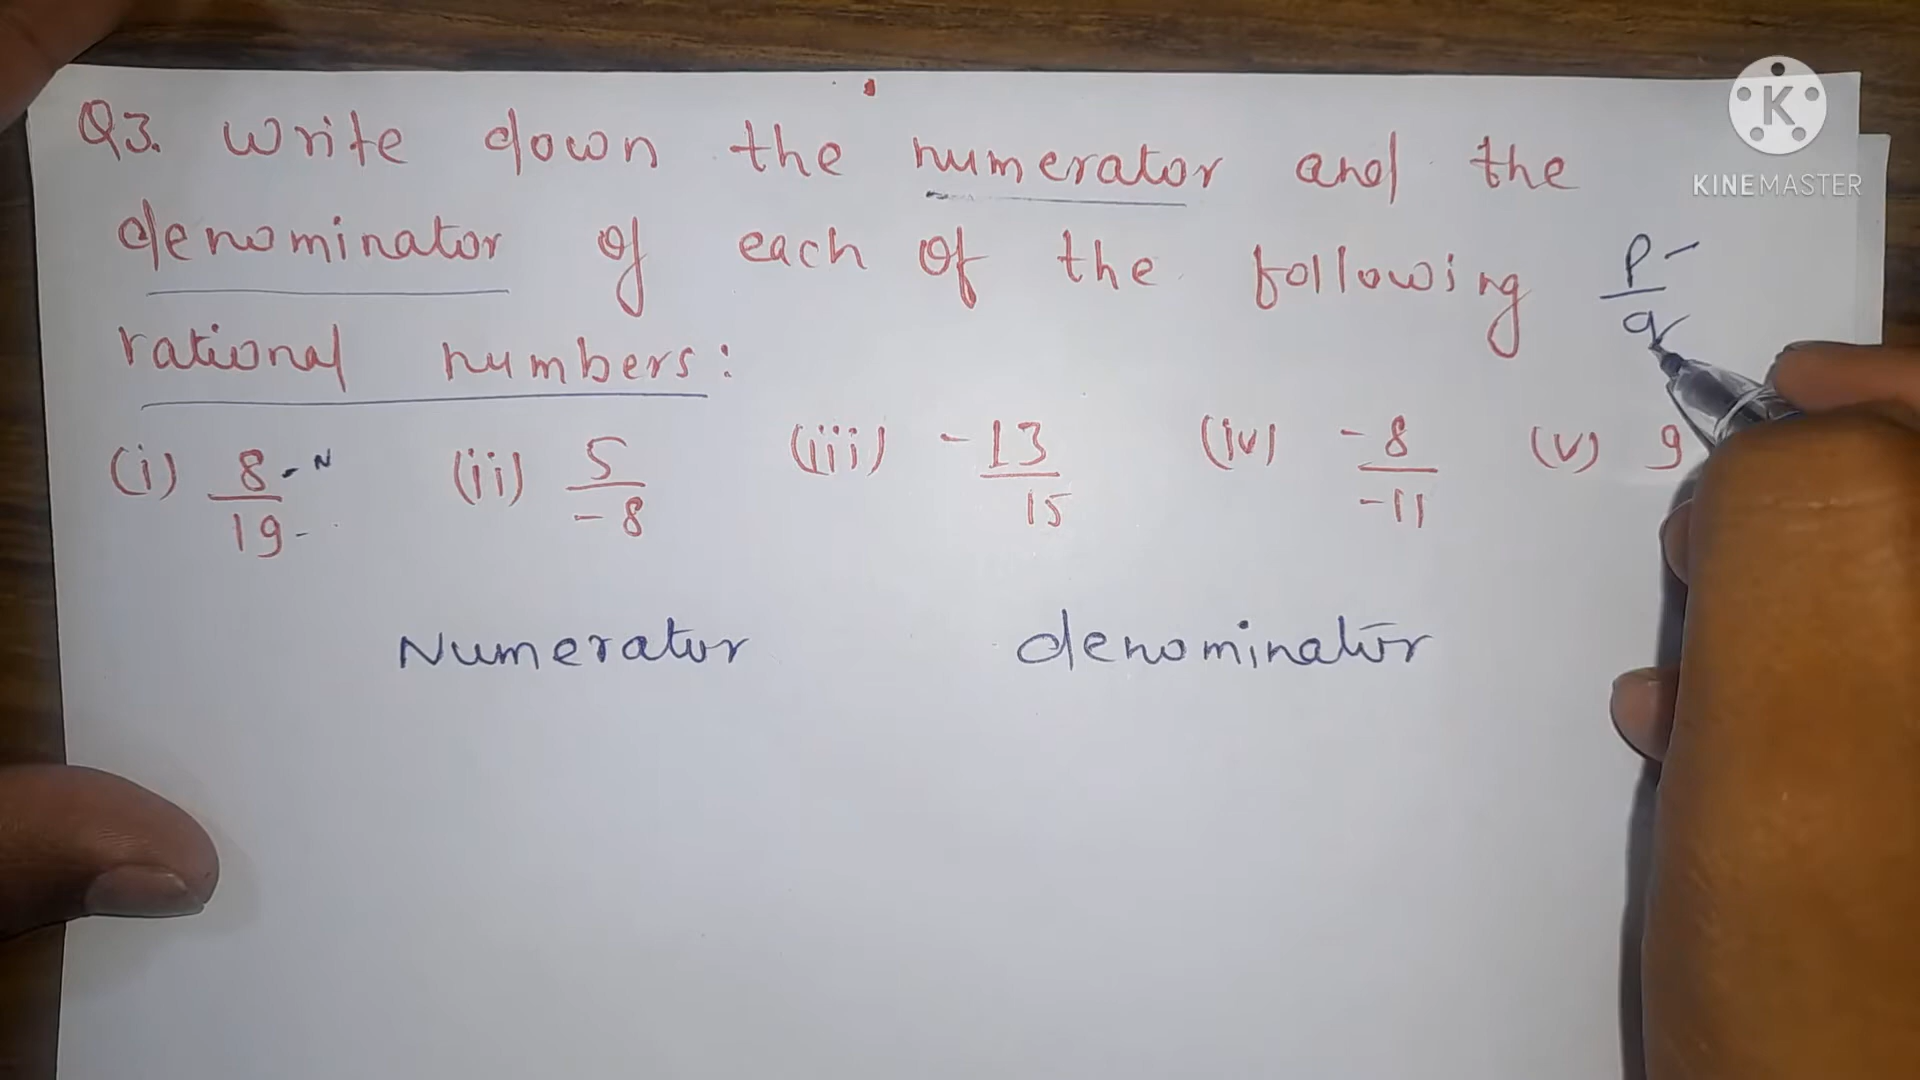 Q3. Write down the numerator and the
denominator of each of the following
rational numbers:
p
q
(i) 8/19 (ii) 5/-8 (iii) -13/15 (iv) -8/-11 (v) 9
N
Numerator denominator
KINEMASTER